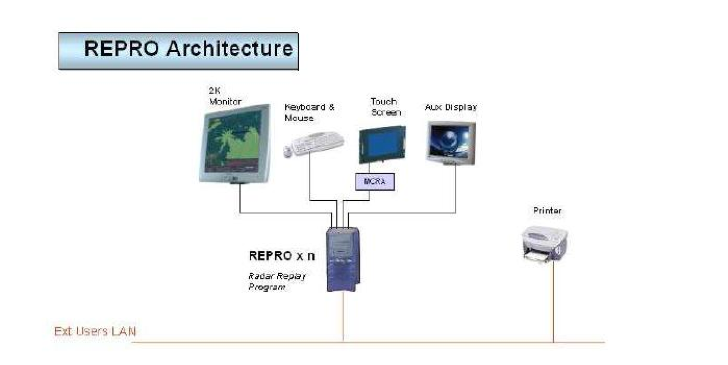 REPRO Architecture
2K
Monitor
Keyboard &
Mouse
Touch
Screen
Aux Display
MCRA
Printer
REPRO x n
Radar Replay
Program
Ext Users LAN